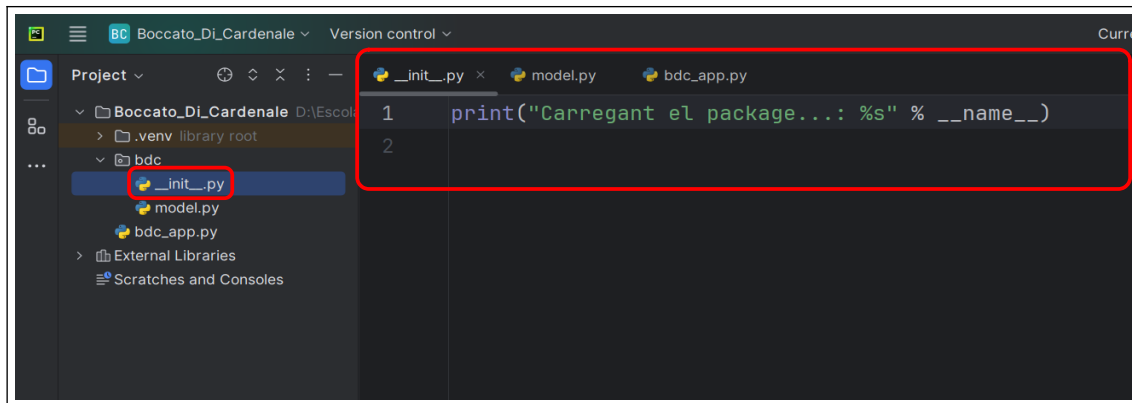 PC BC Boccato_Di_Cardenale Version control Curre
Project
__init__.py model.py bdc_app.py
Boccato_Di_Cardenale D:\Escola
1 print("Carregant el package...: %s" % __name__)
.venv library root
2
bdc
__init__.py
model.py
bdc_app.py
External Libraries
Scratches and Consoles